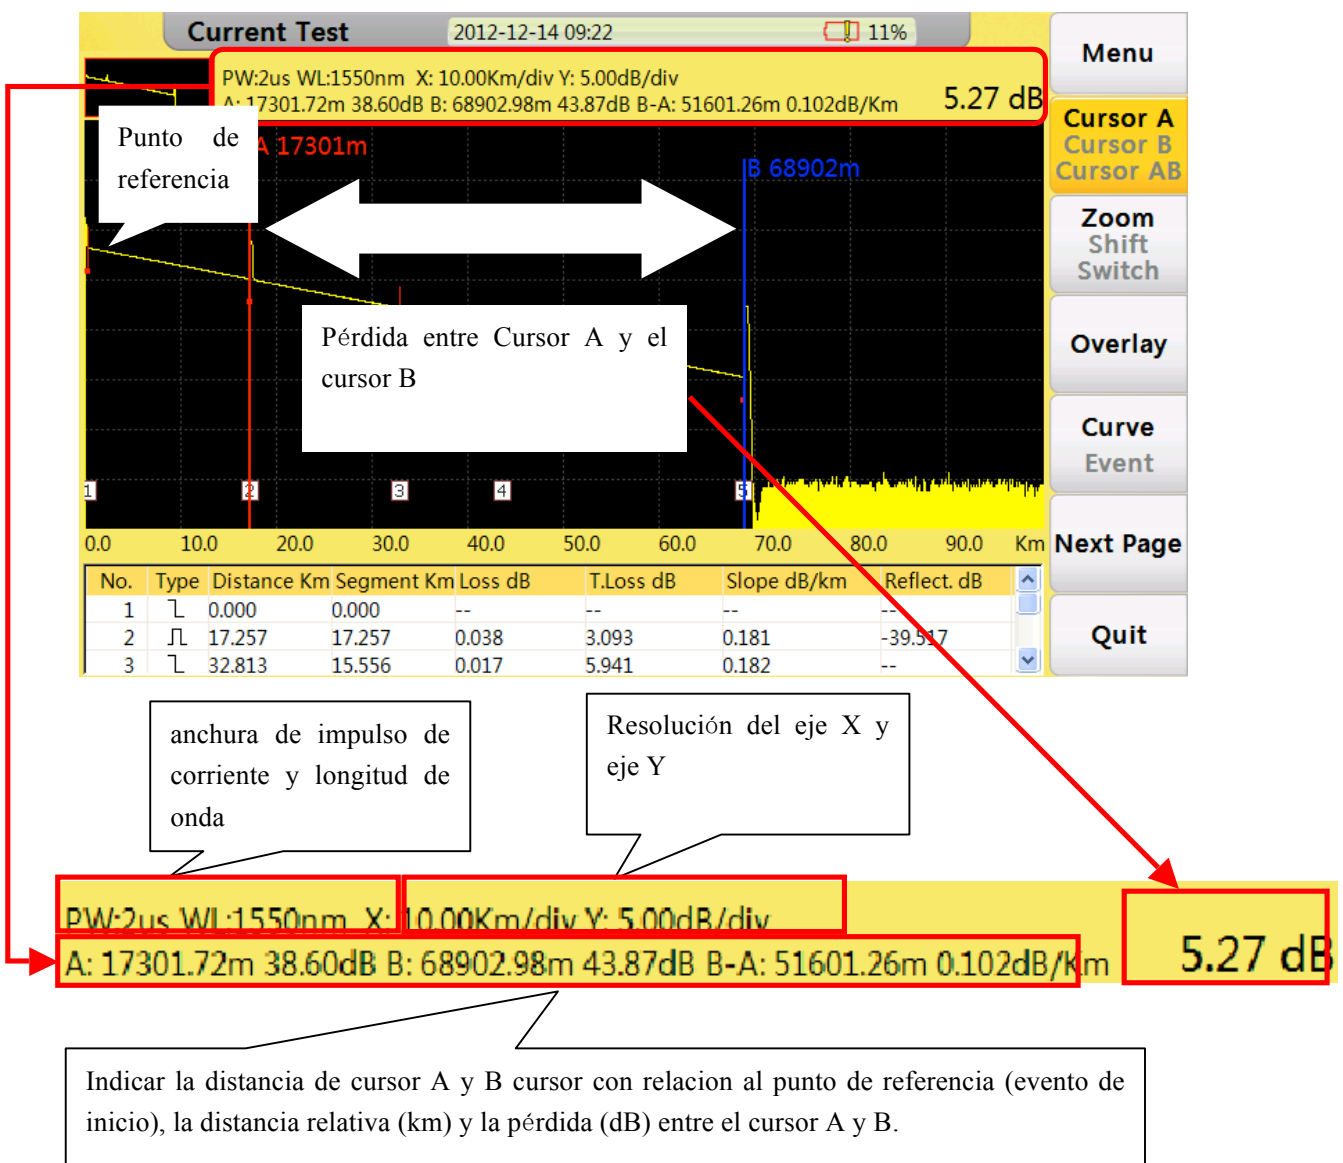 Current Test
2012-12-14 09:22
11%
PW:2us WL:1550nm X: 10.00Km/div Y: 5.00dB/div
A: 17301.72m 38.60dB B: 68902.98m 43.87dB B-A: 51601.26m 0.102dB/Km
5.27 dB
Menu
Cursor A
Cursor B
Cursor AB
Zoom
Shift
Switch
Overlay
Curve
Event
Next Page
Quit
Punto de
referencia
A 17301m
B 68902m
Pérdida entre Cursor A y el
cursor B
1 2 3 4 5
0.0 10.0 20.0 30.0 40.0 50.0 60.0 70.0 80.0 90.0 Km
No. Type Distance Km Segment Km Loss dB T.Loss dB Slope dB/km Reflect. dB
1 0.000 0.000 -- -- -- --
2 17.257 17.257 0.038 3.093 0.181 -39.517
3 32.813 15.556 0.017 5.941 0.182 --
anchura de impulso de
corriente y longitud de
onda
Resolución del eje X y
eje Y
PW:2us WL:1550nm X: 10.00Km/div Y: 5.00dB/div
A: 17301.72m 38.60dB B: 68902.98m 43.87dB B-A: 51601.26m 0.102dB/Km
5.27 dB
Indicar la distancia de cursor A y B cursor con relacion al punto de referencia (evento de
inicio), la distancia relativa (km) y la pérdida (dB) entre el cursor A y B.